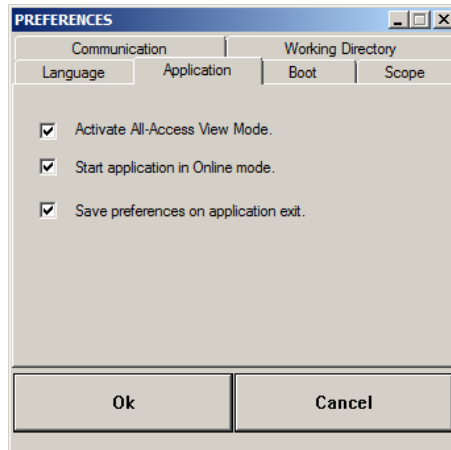 PREFERENCES
Communication Working Directory
Language Application Boot Scope
Activate All-Access View Mode.
Start application in Online mode.
Save preferences on application exit.
Ok Cancel